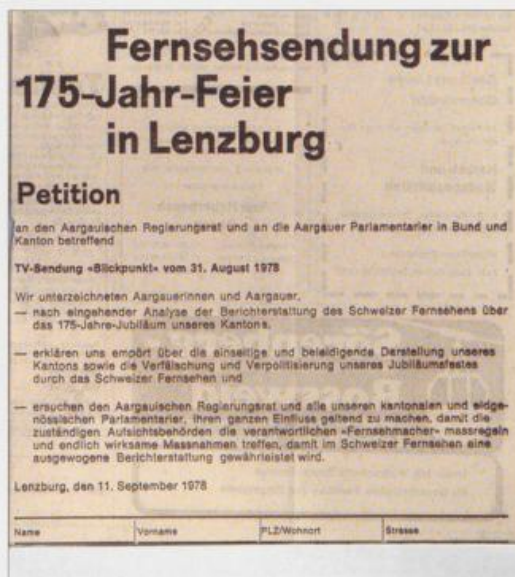 Fernsehsendung zur
175-Jahr-Feier
in Lenzburg
Petition
an den Aargauischen Regierungsrat und an die Aargauer Parlamentarier in Bund und
Kanton betreffend
TV-Sendung «Blickpunkt» vom 31. August 1978
Wir unterzeichneten Aargauerinnen und Aargauer,
— nach eingehender Analyse der Berichterstattung des Schweizer Fernsehens über
das 175-Jahre-Jubiläum unseres Kantons,
— erklären uns empört über die einseitige und beleidigende Darstellung unseres
Kantons sowie die Verfälschung und Verpolitisierung unseres Jubiläumsfestes
durch das Schweizer Fernsehen und
— ersuchen den Aargauischen Regierungsrat und alle unseren kantonalen und eidge-
nössischen Parlamentarier, ihren ganzen Einfluss geltend zu machen, damit die
zuständigen Aufsichtsbehörden die verantwortlichen «Fernsehmacher» massregeln
und endlich wirksame Massnahmen treffen, damit im Schweizer Fernsehen eine
ausgewogene Berichterstattung gewährleistet wird.
Lenzburg, den 11. September 1978
Name Vorname PLZ/Wohnort Strasse